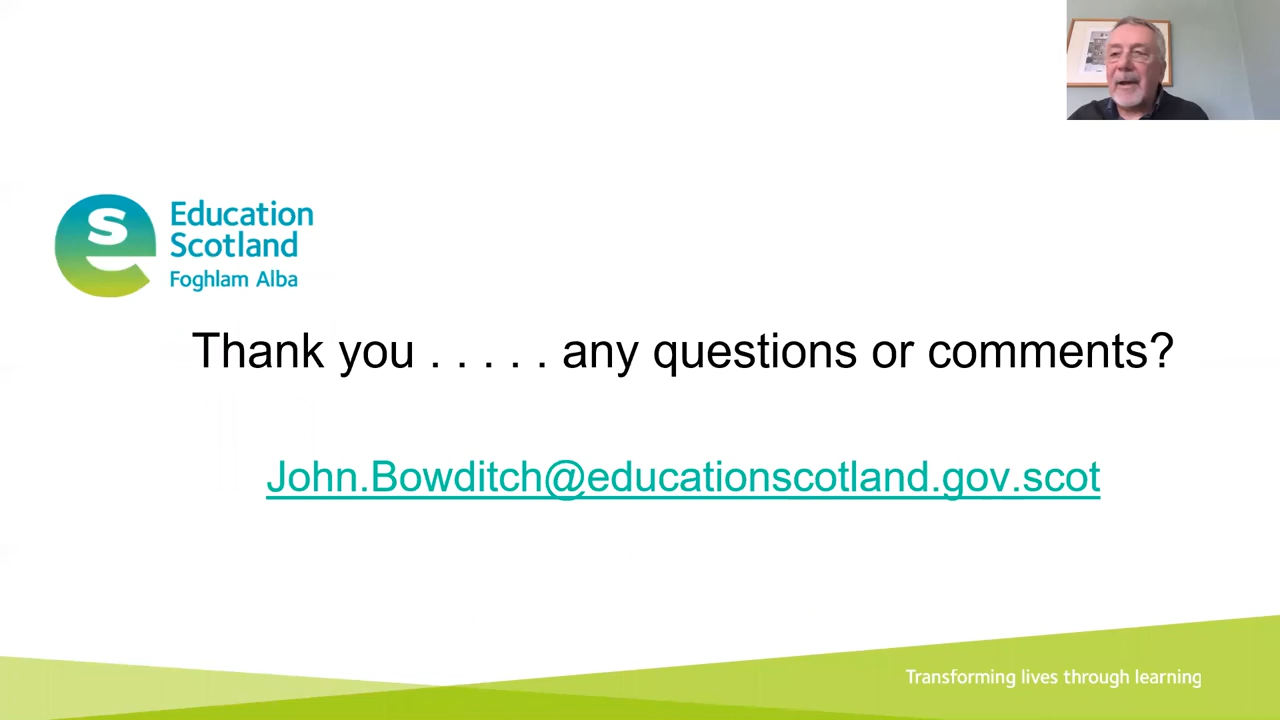 Education
Scotland
Foghlam Alba
Thank you . . . . . any questions or comments?
John.Bowditch@educationscotland.gov.scot
Transforming lives through learning